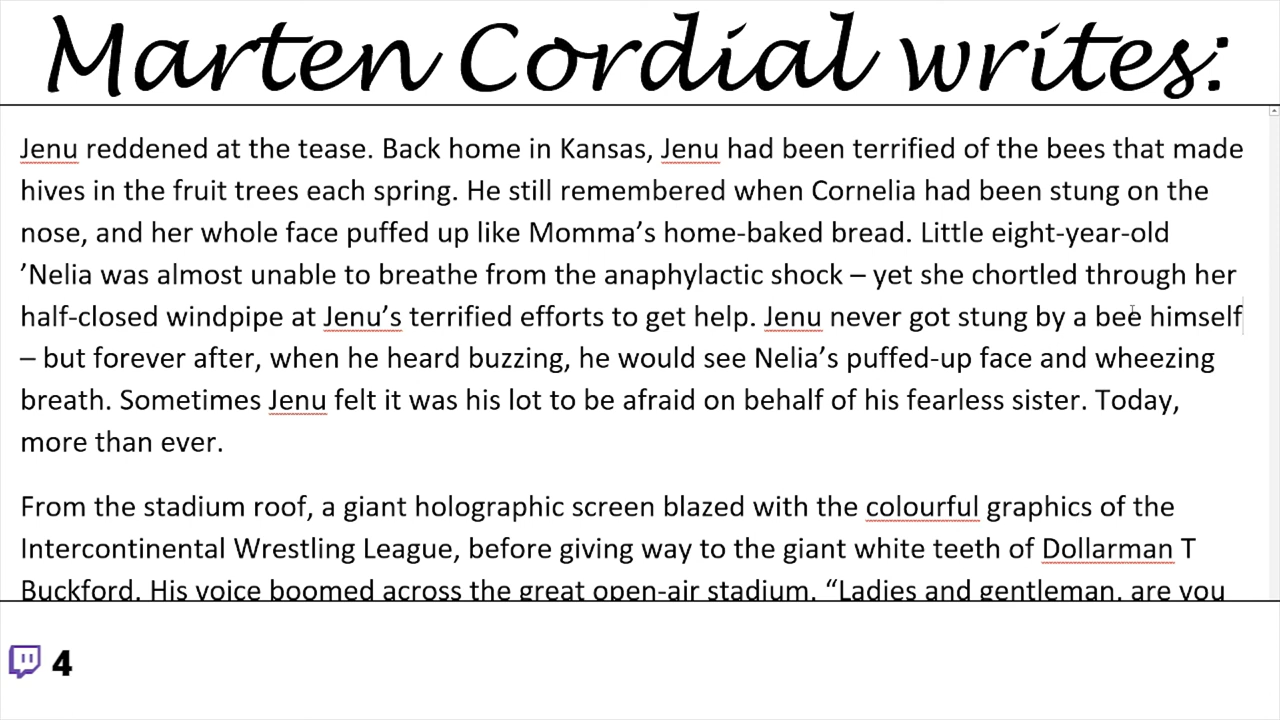 Marten Cordial writes:
Jenu reddened at the tease. Back home in Kansas, Jenu had been terrified of the bees that made
hives in the fruit trees each spring. He still remembered when Cornelia had been stung on the
nose, and her whole face puffed up like Momma’s home-baked bread. Little eight-year-old
’Nelia was almost unable to breathe from the anaphylactic shock – yet she chortled through her
half-closed windpipe at Jenu’s terrified efforts to get help. Jenu never got stung by a bee himself
– but forever after, when he heard buzzing, he would see Nelia’s puffed-up face and wheezing
breath. Sometimes Jenu felt it was his lot to be afraid on behalf of his fearless sister. Today,
more than ever.
From the stadium roof, a giant holographic screen blazed with the colourful graphics of the
Intercontinental Wrestling League, before giving way to the giant white teeth of Dollarman T
Buckford. His voice boomed across the great open-air stadium. “Ladies and gentleman, are you
4